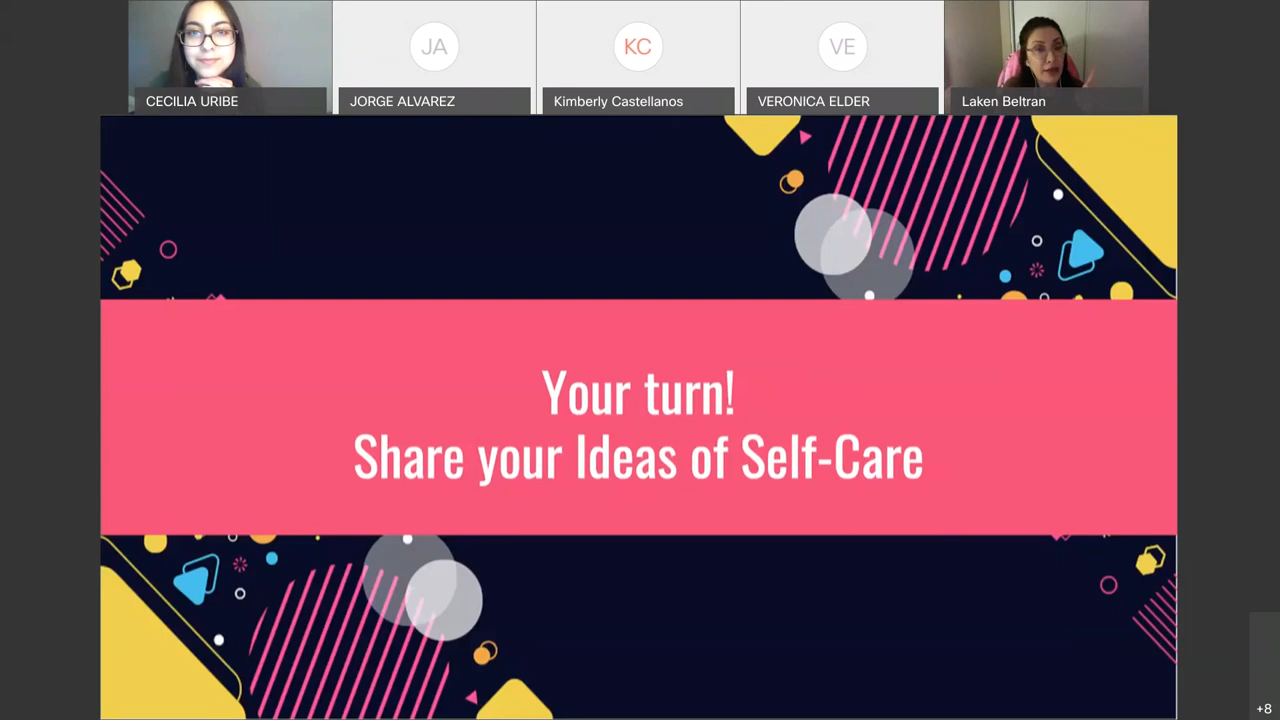 JA
KC
VE
CECILIA URIBE
JORGE ALVAREZ
Kimberly Castellanos
VERONICA ELDER
Laken Beltran
Your turn!
Share your Ideas of Self-Care
+8